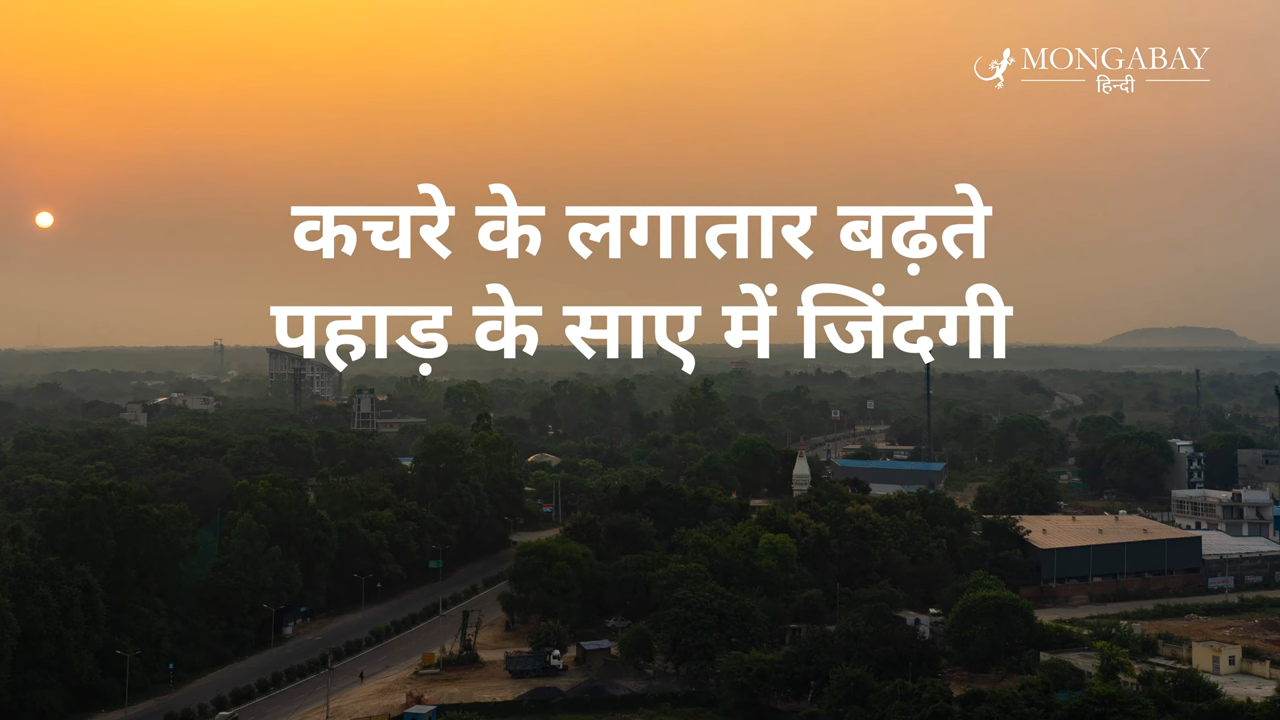 MONGABAY
हिन्दी
कचरे के लगातार बढ़ते
पहाड़ के साए में जिंदगी